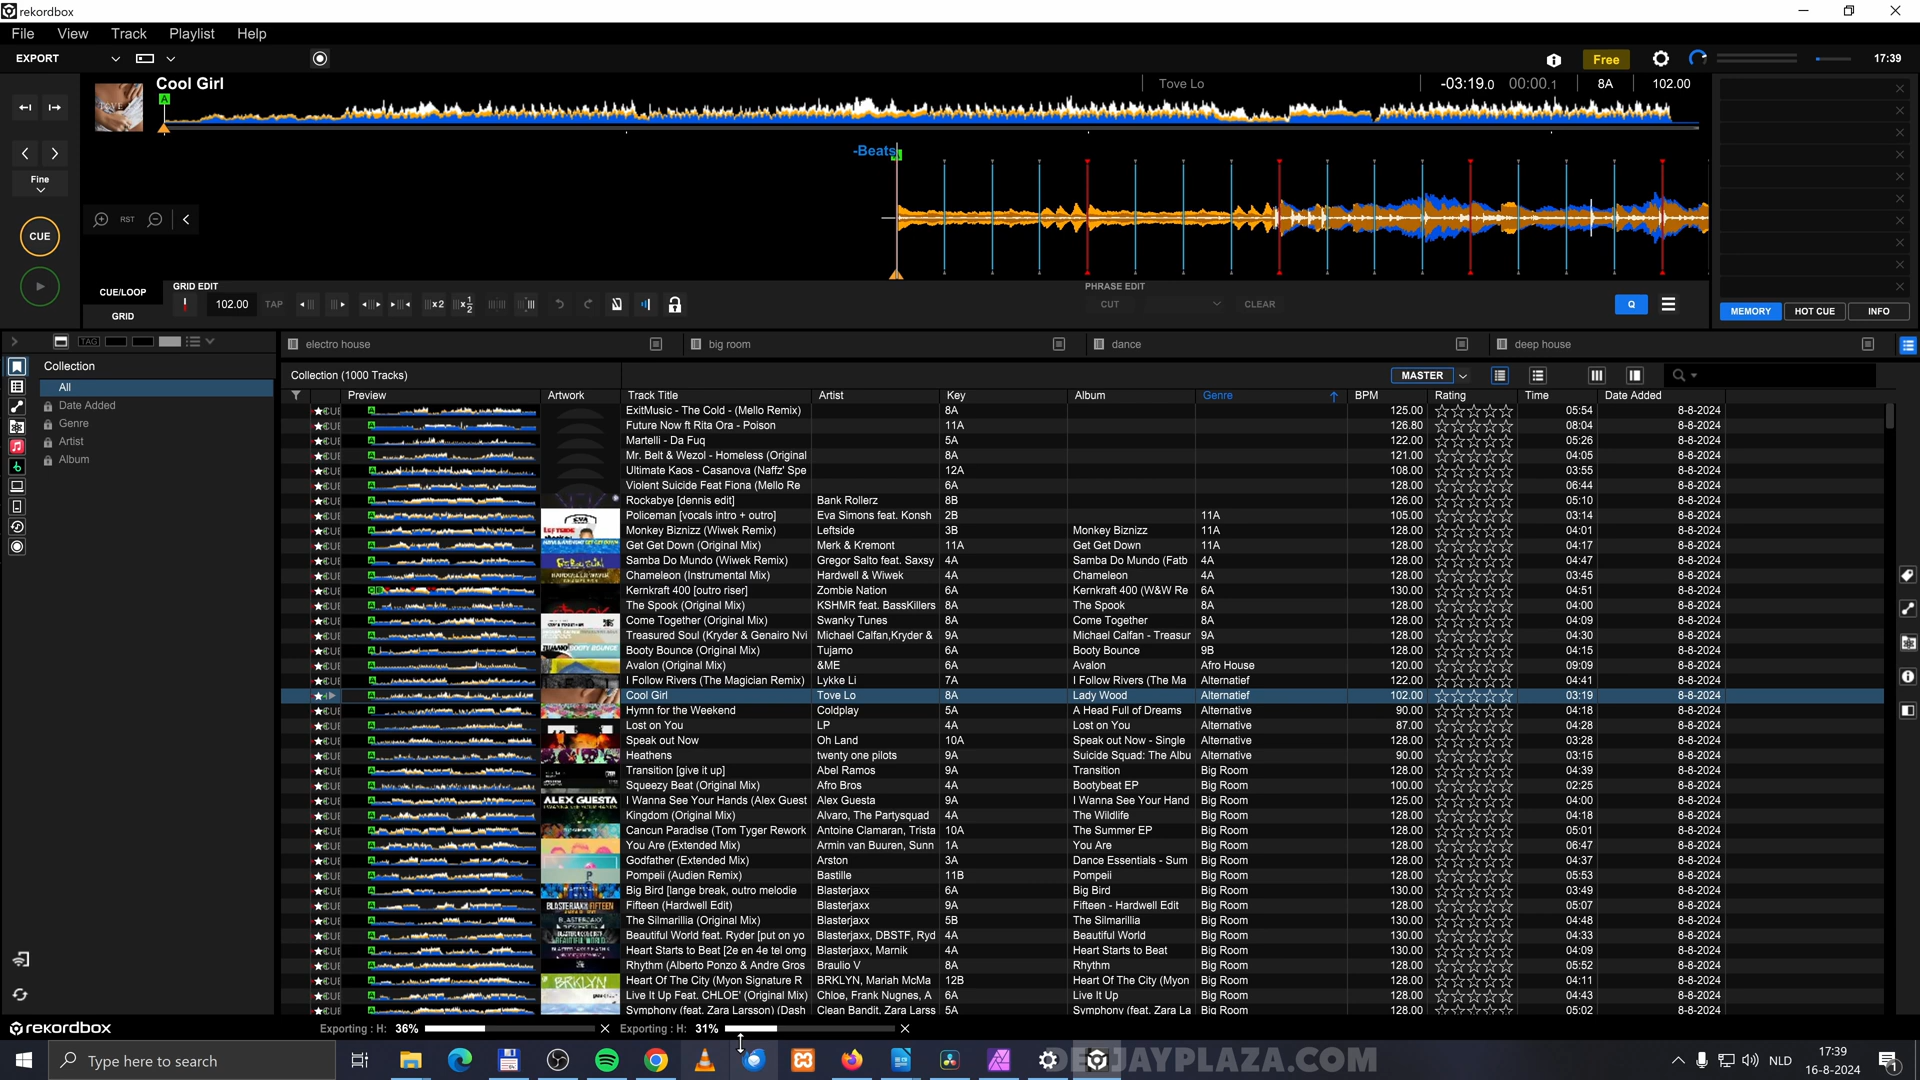 rekordbox
File View Track Playlist Help
EXPORT Free 17:39
Cool Girl Tove Lo -03:19.0 00:00.1 8A 102.00
-Beats
Fine
RST
CUE
CUE/LOOP
GRID
GRID EDIT
102.00 TAP x2 x1/2
PHRASE EDIT
CUT CLEAR
Q
MEMORY HOT CUE INFO
TAG
electro house big room dance deep house
Collection
All
Date Added
Genre
Artist
Album
Collection (1000 Tracks) MASTER
Preview Artwork Track Title Artist Key Album Genre BPM Rating Time Date Added
ExitMusic - The Cold - (Mello Remix) 8A 125.00 05:54 8-8-2024
Future Now ft Rita Ora - Poison 11A 126.80 08:04 8-8-2024
Martelli - Da Fuq 5A 122.00 05:26 8-8-2024
Mr. Belt & Wezol - Homeless (Original 8A 121.00 04:05 8-8-2024
Ultimate Kaos - Casanova (Naffz' Spe 12A 108.00 03:55 8-8-2024
Violent Suicide Feat Fiona (Mello Re 6A 128.00 06:44 8-8-2024
Rockabye [dennis edit] Bank Rollerz 8B 126.00 05:10 8-8-2024
Policeman [vocals intro + outro] Eva Simons feat. Konsh 2B 11A 105.00 03:14 8-8-2024
Monkey Biznizz (Wiwek Remix) Leftside 3B Monkey Biznizz 11A 128.00 04:01 8-8-2024
Get Get Down (Original Mix) Merk & Kremont 11A Get Get Down 11A 128.00 04:17 8-8-2024
Samba Do Mundo (Wiwek Remix) Gregor Salto feat. Saxsy 4A Samba Do Mundo (Fatb 4A 128.00 04:47 8-8-2024
Chameleon (Instrumental Mix) Hardwell & Wiwek 4A Chameleon 4A 128.00 03:45 8-8-2024
Kernkraft 400 [outro riser] Zombie Nation 6A Kernkraft 400 (W&W Re 6A 130.00 04:51 8-8-2024
The Spook (Original Mix) KSHMR feat. BassKillers 8A The Spook 8A 128.00 04:00 8-8-2024
Come Together (Original Mix) Swanky Tunes 8A Come Together 8A 128.00 04:09 8-8-2024
Treasured Soul (Kryder & Genairo Nvi Michael Calfan,Kryder & 9A Michael Calfan - Treasur 9A 128.00 04:30 8-8-2024
Booty Bounce (Original Mix) Tujamo 6A Booty Bounce 9B 128.00 04:15 8-8-2024
Avalon (Original Mix) &ME 6A Avalon Afro House 120.00 09:09 8-8-2024
I Follow Rivers (The Magician Remix) Lykke Li 7A I Follow Rivers (The Ma Alternatief 122.00 04:41 8-8-2024
Cool Girl Tove Lo 8A Lady Wood Alternatief 102.00 03:19 8-8-2024
Hymn for the Weekend Coldplay 5A A Head Full of Dreams Alternative 90.00 04:18 8-8-2024
Lost on You LP 4A Lost on You Alternative 87.00 04:28 8-8-2024
Speak out Now Oh Land 10A Speak out Now - Single Alternative 128.00 03:28 8-8-2024
Heathens twenty one pilots 9A Suicide Squad: The Albu Alternative 90.00 03:15 8-8-2024
Transition [give it up] Abel Ramos 9A Transition Big Room 128.00 04:39 8-8-2024
Squeezy Beat (Original Mix) Afro Bros 4A Bootybeat EP Big Room 100.00 02:25 8-8-2024
ALEX GUESTA I Wanna See Your Hands (Alex Guest Alex Guesta 9A I Wanna See Your Hand Big Room 125.00 04:00 8-8-2024
Kingdom (Original Mix) Alvaro, The Partysquad 4A The Wildlife Big Room 128.00 04:18 8-8-2024
Cancun Paradise (Tom Tyger Rework Antoine Clamaran, Trista 10A The Summer EP Big Room 128.00 05:01 8-8-2024
You Are (Extended Mix) Armin van Buuren, Sunn 1A You Are Big Room 128.00 06:47 8-8-2024
Godfather (Extended Mix) Arston 3A Dance Essentials - Sum Big Room 128.00 04:37 8-8-2024
Pompeii (Audien Remix) Bastille 11B Pompeii Big Room 128.00 05:53 8-8-2024
Big Bird [lange break, outro melodie Blasterjaxx 6A Big Bird Big Room 130.00 03:49 8-8-2024
BLASTERJAXX FIFTEEN Fifteen (Hardwell Edit) Blasterjaxx 9A Fifteen - Hardwell Edit Big Room 128.00 05:07 8-8-2024
The Silmarillia (Original Mix) Blasterjaxx 5B The Silmarillia Big Room 130.00 04:48 8-8-2024
Beautiful World feat. Ryder [put on yo Blasterjaxx, DBSTF, Ryd 4A Beautiful World Big Room 130.00 04:33 8-8-2024
Heart Starts to Beat [2e en 4e tel omg Blasterjaxx, Marnik 4A Heart Starts to Beat Big Room 130.00 04:09 8-8-2024
Rhythm (Alberto Ponzo & Andre Gros Braulio V 8A Rhythm Big Room 128.00 05:52 8-8-2024
BRKLYN Heart Of The City (Myon Signature R BRKLYN, Mariah McMa 12B Heart Of The City (Myon Big Room 128.00 04:11 8-8-2024
Live It Up Feat. CHLOE' (Original Mix) Chloe, Frank Nugnes, A 6A Live It Up Big Room 128.00 04:43 8-8-2024
Symphony (feat. Zara Larsson) (Dash Clean Bandit, Zara Larss 5A Symphony (feat. Zara La Big Room 128.00 05:02 8-8-2024
rekordbox Exporting : H: 36% Exporting : H: 31%
Type here to search DEEJAYPLAZA.COM NLD 17:39
16-8-2024